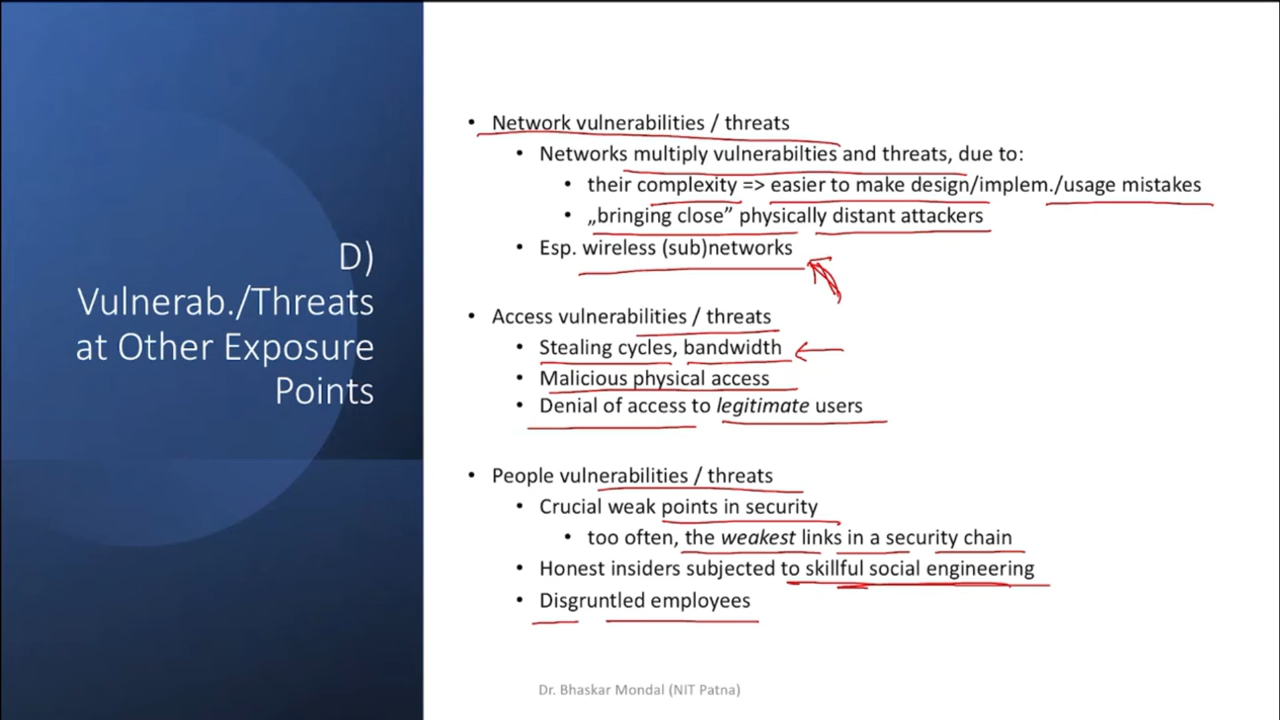 D)
Vulnerab./Threats
at Other Exposure
Points
• Network vulnerabilities / threats
• Networks multiply vulnerabilties and threats, due to:
• their complexity => easier to make design/implem./usage mistakes
• „bringing close” physically distant attackers
• Esp. wireless (sub)networks
• Access vulnerabilities / threats
• Stealing cycles, bandwidth
• Malicious physical access
• Denial of access to legitimate users
• People vulnerabilities / threats
• Crucial weak points in security
• too often, the weakest links in a security chain
• Honest insiders subjected to skillful social engineering
• Disgruntled employees
Dr. Bhaskar Mondal (NIT Patna)